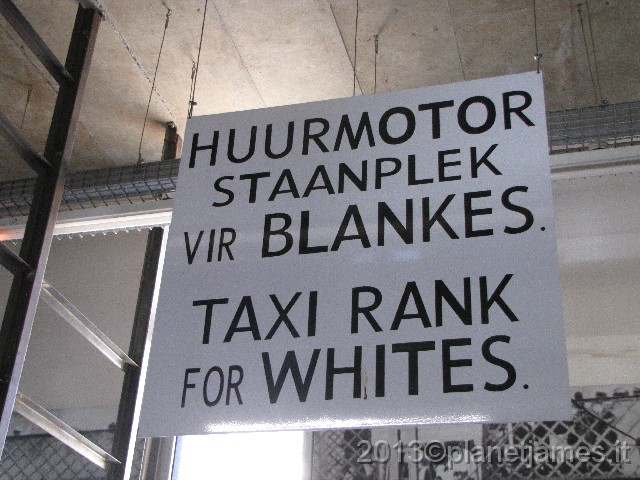 HUURMOTOR
STAANPLEK
VIR BLANKES.
TAXI RANK
FOR WHITES.
2013©planetjames.it